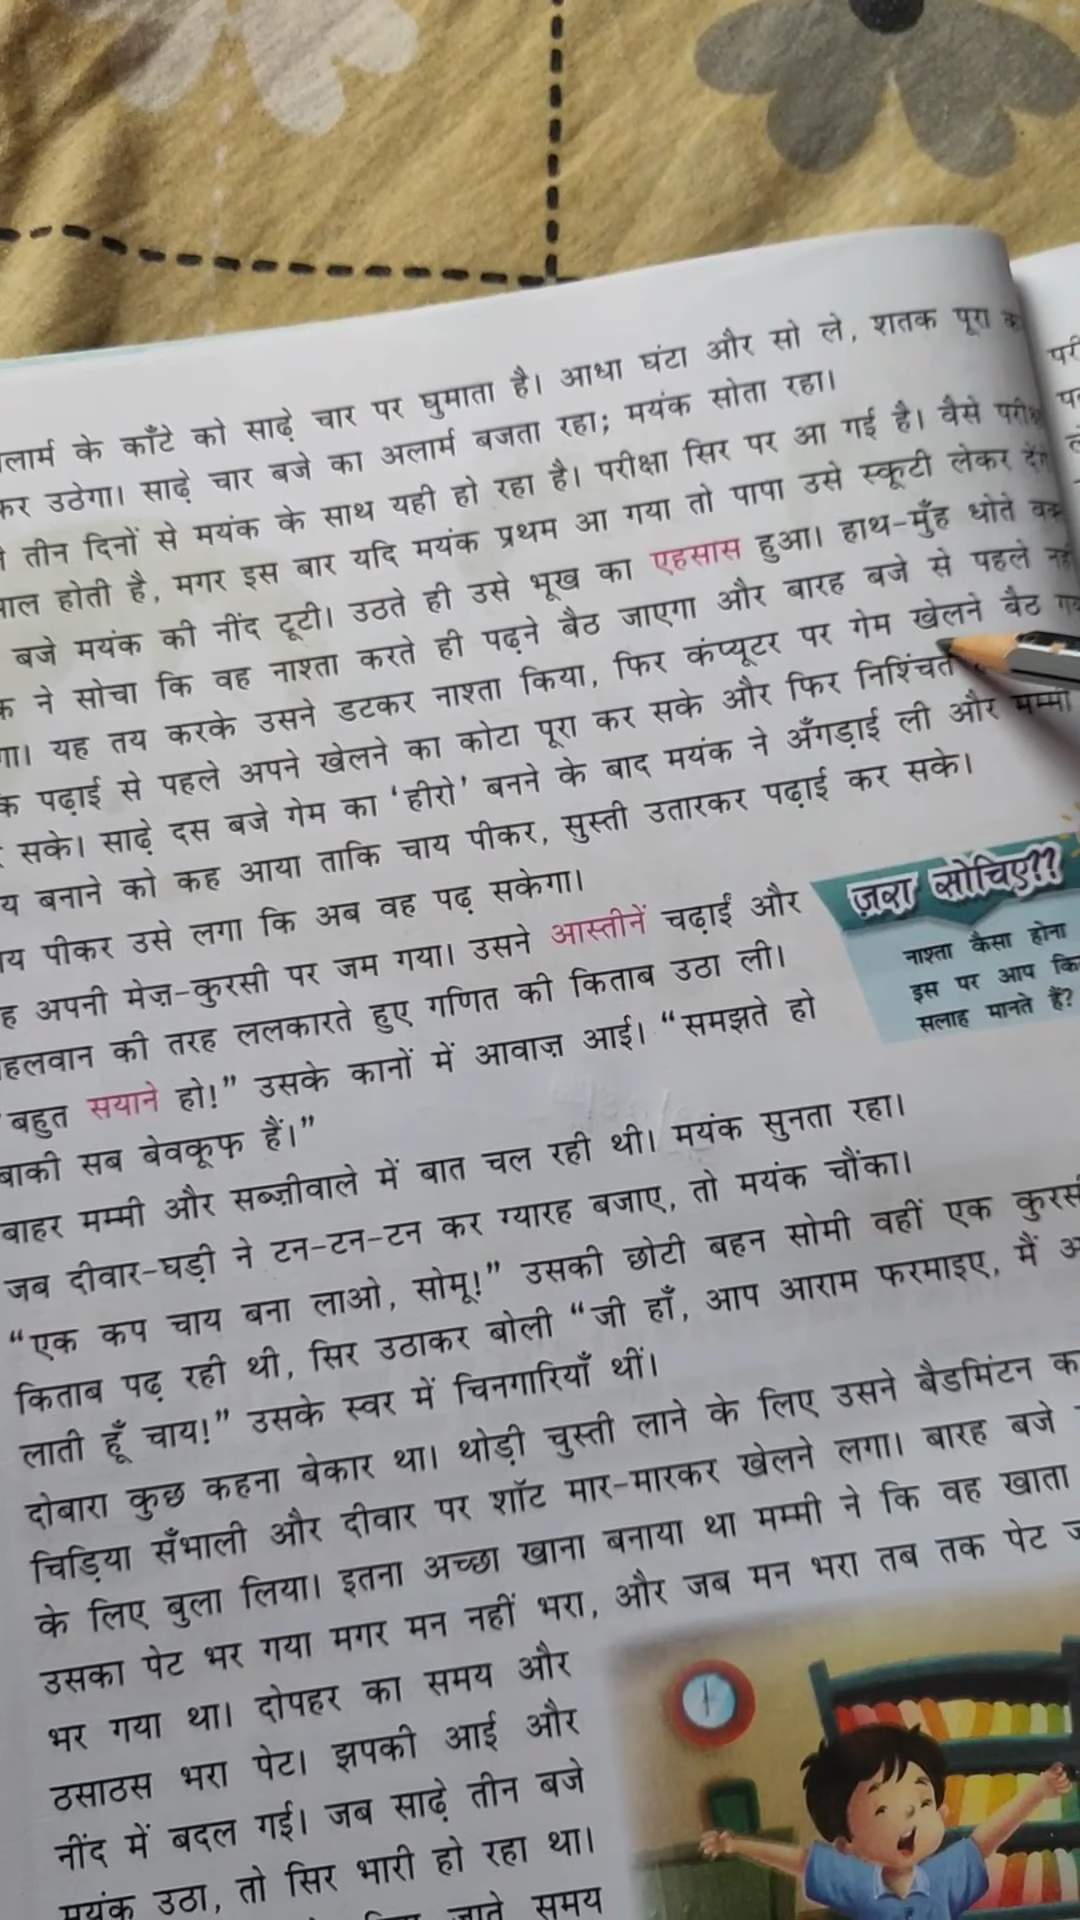 के काँटे को साढ़े चार पर घुमाता है। आधा घंटा और सो ले, शतक पूरा
उठेगा। साढ़े चार बजे का अलार्म बजता रहा; मयंक सोता रहा।
तीन दिनों से मयंक के साथ यही हो रहा है। परीक्षा सिर पर आ गई है। वैसे
होती है, मगर इस बार यदि मयंक प्रथम आ गया तो पापा उसे स्कूटी लेकर
बजे मयंक की नींद टूटी। उठते ही उसे भूख का एहसास हुआ। हाथ-मुँह धोते
ने सोचा कि वह नाश्ता करते ही पढ़ने बैठ जाएगा और बारह बजे से पहले
यह तय करके उसने डटकर नाश्ता किया, फिर कंप्यूटर पर गेम खेलने बैठ
पढ़ाई से पहले अपने खेलने का कोटा पूरा कर सके और फिर निश्चिंत
सके। साढ़े दस बजे गेम का 'हीरो' बनने के बाद मयंक ने अँगड़ाई ली और मम्मी
बनाने को कह आया ताकि चाय पीकर, सुस्ती उतारकर पढ़ाई कर सके।
पीकर उसे लगा कि अब वह पढ़ सकेगा।
अपनी मेज़-कुरसी पर जम गया। उसने आस्तीनें चढ़ाईं और
की तरह ललकारते हुए गणित की किताब उठा ली।
"बहुत सयाने हो!" उसके कानों में आवाज़ आई। "समझते हो
बाकी सब बेवकूफ हैं।"
बाहर मम्मी और सब्ज़ीवाले में बात चल रही थी। मयंक सुनता रहा।
जब दीवार-घड़ी ने टन-टन-टन कर ग्यारह बजाए, तो मयंक चौंका।
"एक कप चाय बना लाओ, सोमू!" उसकी छोटी बहन सोमी वहीं एक कुरसी
किताब पढ़ रही थी, सिर उठाकर बोली "जी हाँ, आप आराम फरमाइए, मैं
लाती हूँ चाय!" उसके स्वर में चिनगारियाँ थीं।
दोबारा कुछ कहना बेकार था। थोड़ी चुस्ती लाने के लिए उसने बैडमिंटन
चिड़िया सँभाली और दीवार पर शॉट मार-मारकर खेलने लगा। बारह बजे
के लिए बुला लिया। इतना अच्छा खाना बनाया था मम्मी ने कि वह खाता
उसका पेट भर गया मगर मन नहीं भरा, और जब मन भरा तब तक पेट
भर गया था। दोपहर का समय और
ठसाठस भरा पेट। झपकी आई और
नींद में बदल गई। जब साढ़े तीन बजे
मयंक उठा, तो सिर भारी हो रहा था।
जाते समय
ज़रा सोचिए??
नाश्ता कैसा होना
इस पर आप
सलाह मानते हैं?